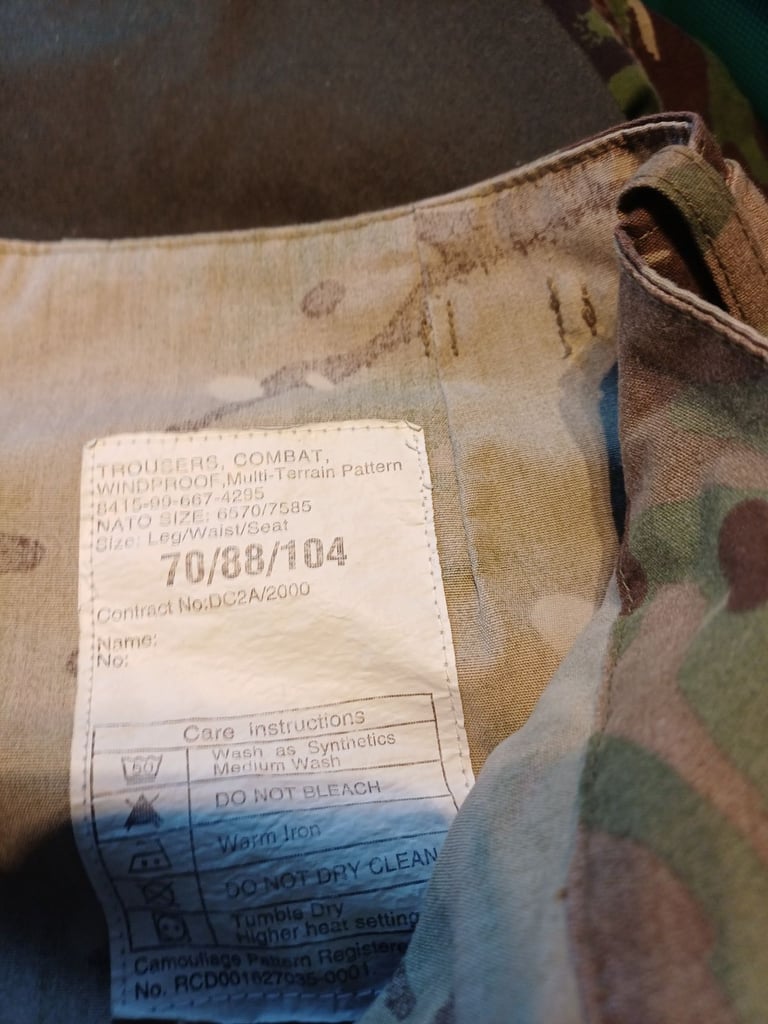 TROUSERS, COMBAT,
WINDPROOF,Multi-Terrain Pattern
8415-99-667-4295
NATO SIZE: 6570/7585
Size: Leg/Waist/Seat
70/88/104
Contract No:DC2A/2000
Name:
No:
Care Instructions
50
Wash as Synthetics
Medium Wash
DO NOT BLEACH
Warm Iron
DO NOT DRY CLEAN
Tumble Dry
Higher heat setting
Camouflage Pattern Registere
No. RCD001627035-0001